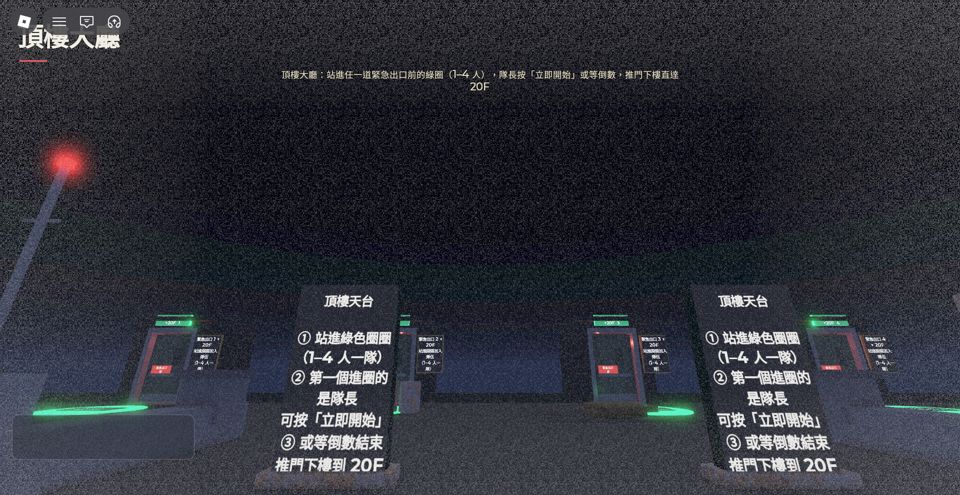 頂樓大廳
頂樓大廳：站進任一道緊急出口前的綠圈（1–4 人），隊長按「立即開始」或等倒數，推門下樓直達
20F
頂樓天台
① 站進綠色圈圈
（1–4 人一隊）
② 第一個進圈的
是隊長
可按「立即開始」
③ 或等倒數結束
推門下樓到 20F
頂樓天台
① 站進綠色圈圈
（1–4 人一隊）
② 第一個進圈的
是隊長
可按「立即開始」
③ 或等倒數結束
推門下樓到 20F